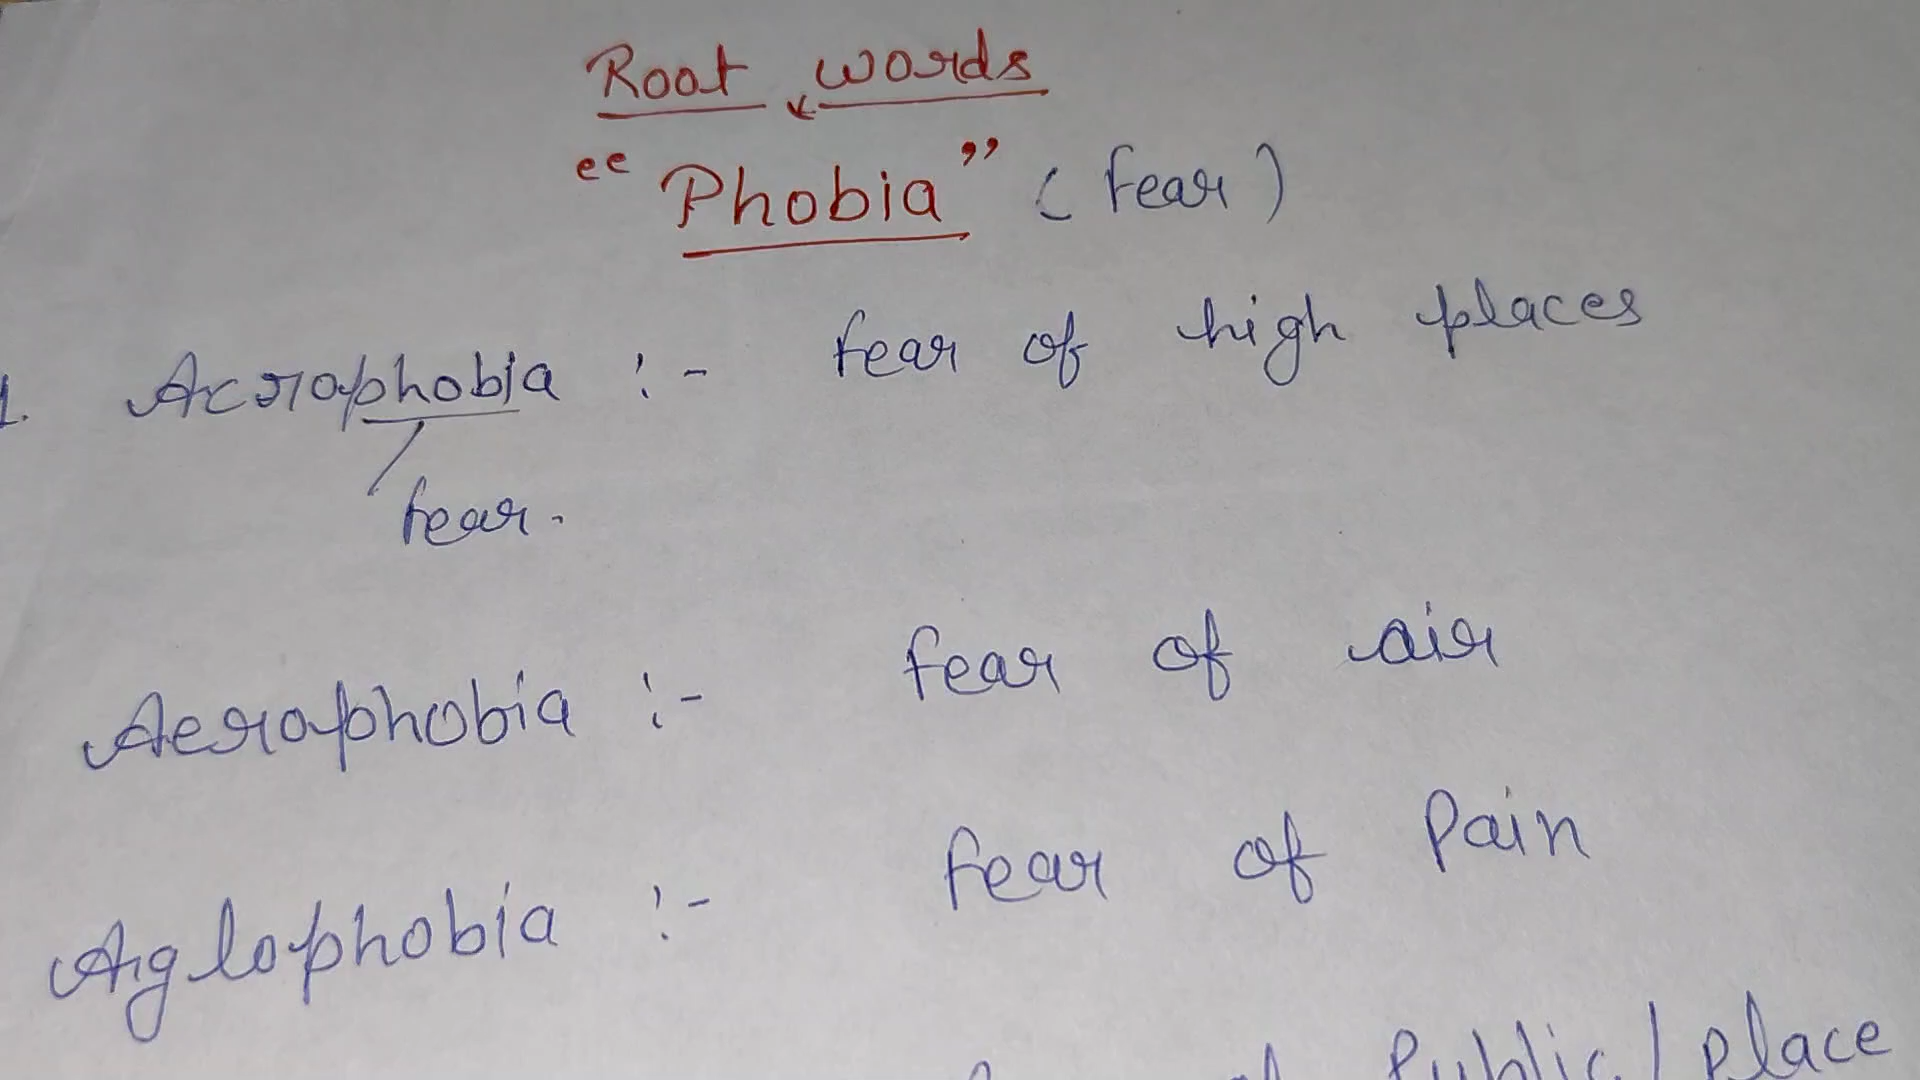 Root words
"Phobia" (fear)
1. Acrophobia :- fear of high places
fear.
Aerophobia :- fear of air
Aglophobia :- fear of Pain
Public/place